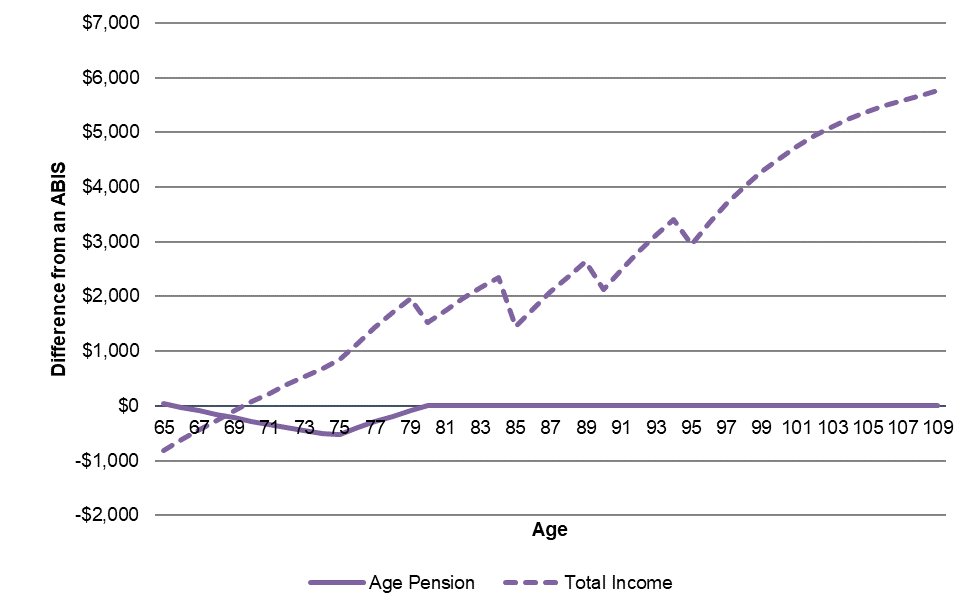 $7,000
$6,000
$5,000
$4,000
$3,000
$2,000
$1,000
$0
-$1,000
-$2,000
Difference from an ABIS
65 67 69 71 73 75 77 79 81 83 85 87 89 91 93 95 97 99 101 103 105 107 109
Age
Age Pension Total Income